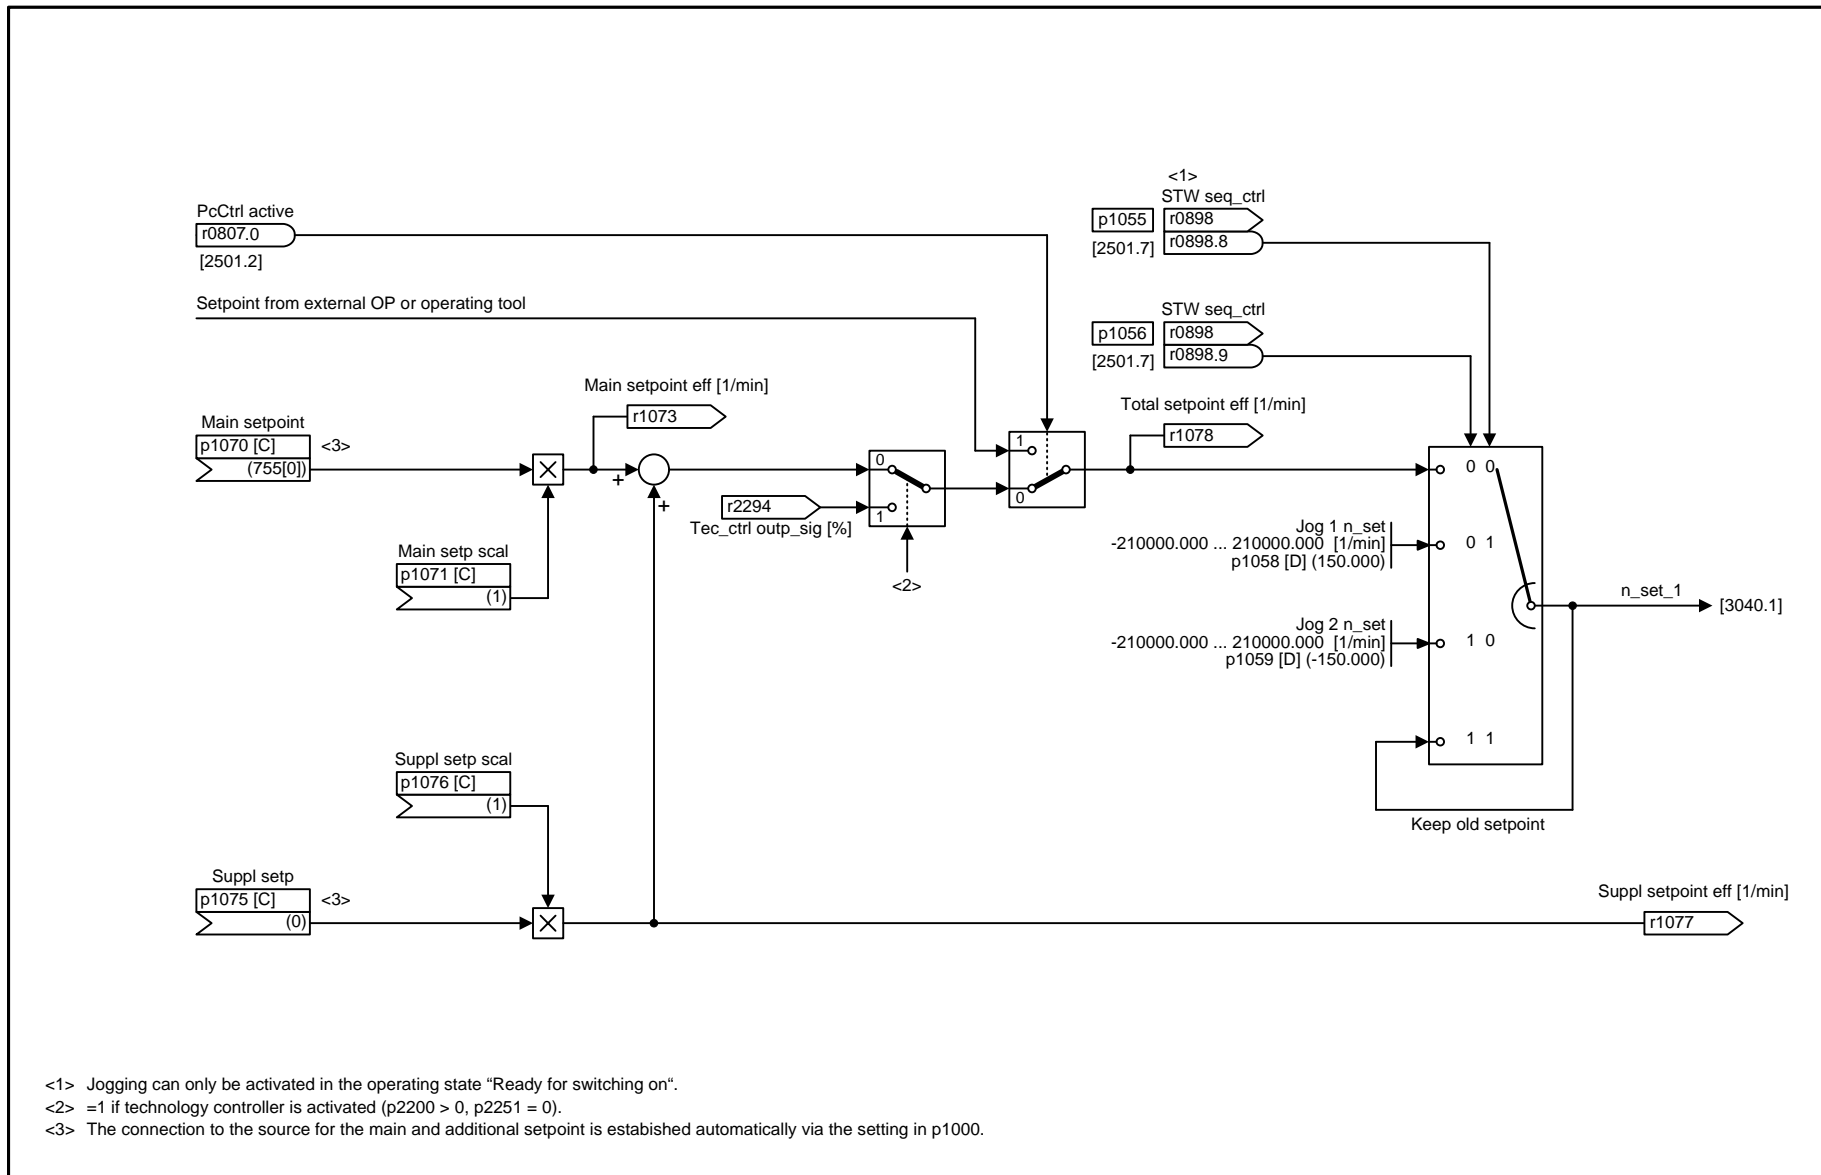 <1>
STW seq_ctrl
PcCtrl active
p1055
r0898
r0807.0
[2501.7]
r0898.8
[2501.2]
Setpoint from external OP or operating tool
STW seq_ctrl
p1056
r0898
[2501.7]
r0898.9
Main setpoint eff [1/min]
r1073
Total setpoint eff [1/min]
r1078
Main setpoint
p1070 [C]
<3>
(755[0])
+
+
0
1
r2294
Tec_ctrl outp_sig [%]
<2>
1
0
0 0
Jog 1 n_set
-210000.000 ... 210000.000 [1/min]
p1058 [D] (150.000)
0 1
Main setp scal
p1071 [C]
(1)
n_set_1
[3040.1]
Jog 2 n_set
-210000.000 ... 210000.000 [1/min]
p1059 [D] (-150.000)
1 0
1 1
Keep old setpoint
Suppl setp scal
p1076 [C]
(1)
Suppl setp
p1075 [C]
<3>
(0)
Suppl setpoint eff [1/min]
r1077
<1> Jogging can only be activated in the operating state “Ready for switching on“.
<2> =1 if technology controller is activated (p2200 > 0, p2251 = 0).
<3> The connection to the source for the main and additional setpoint is estabished automatically via the setting in p1000.